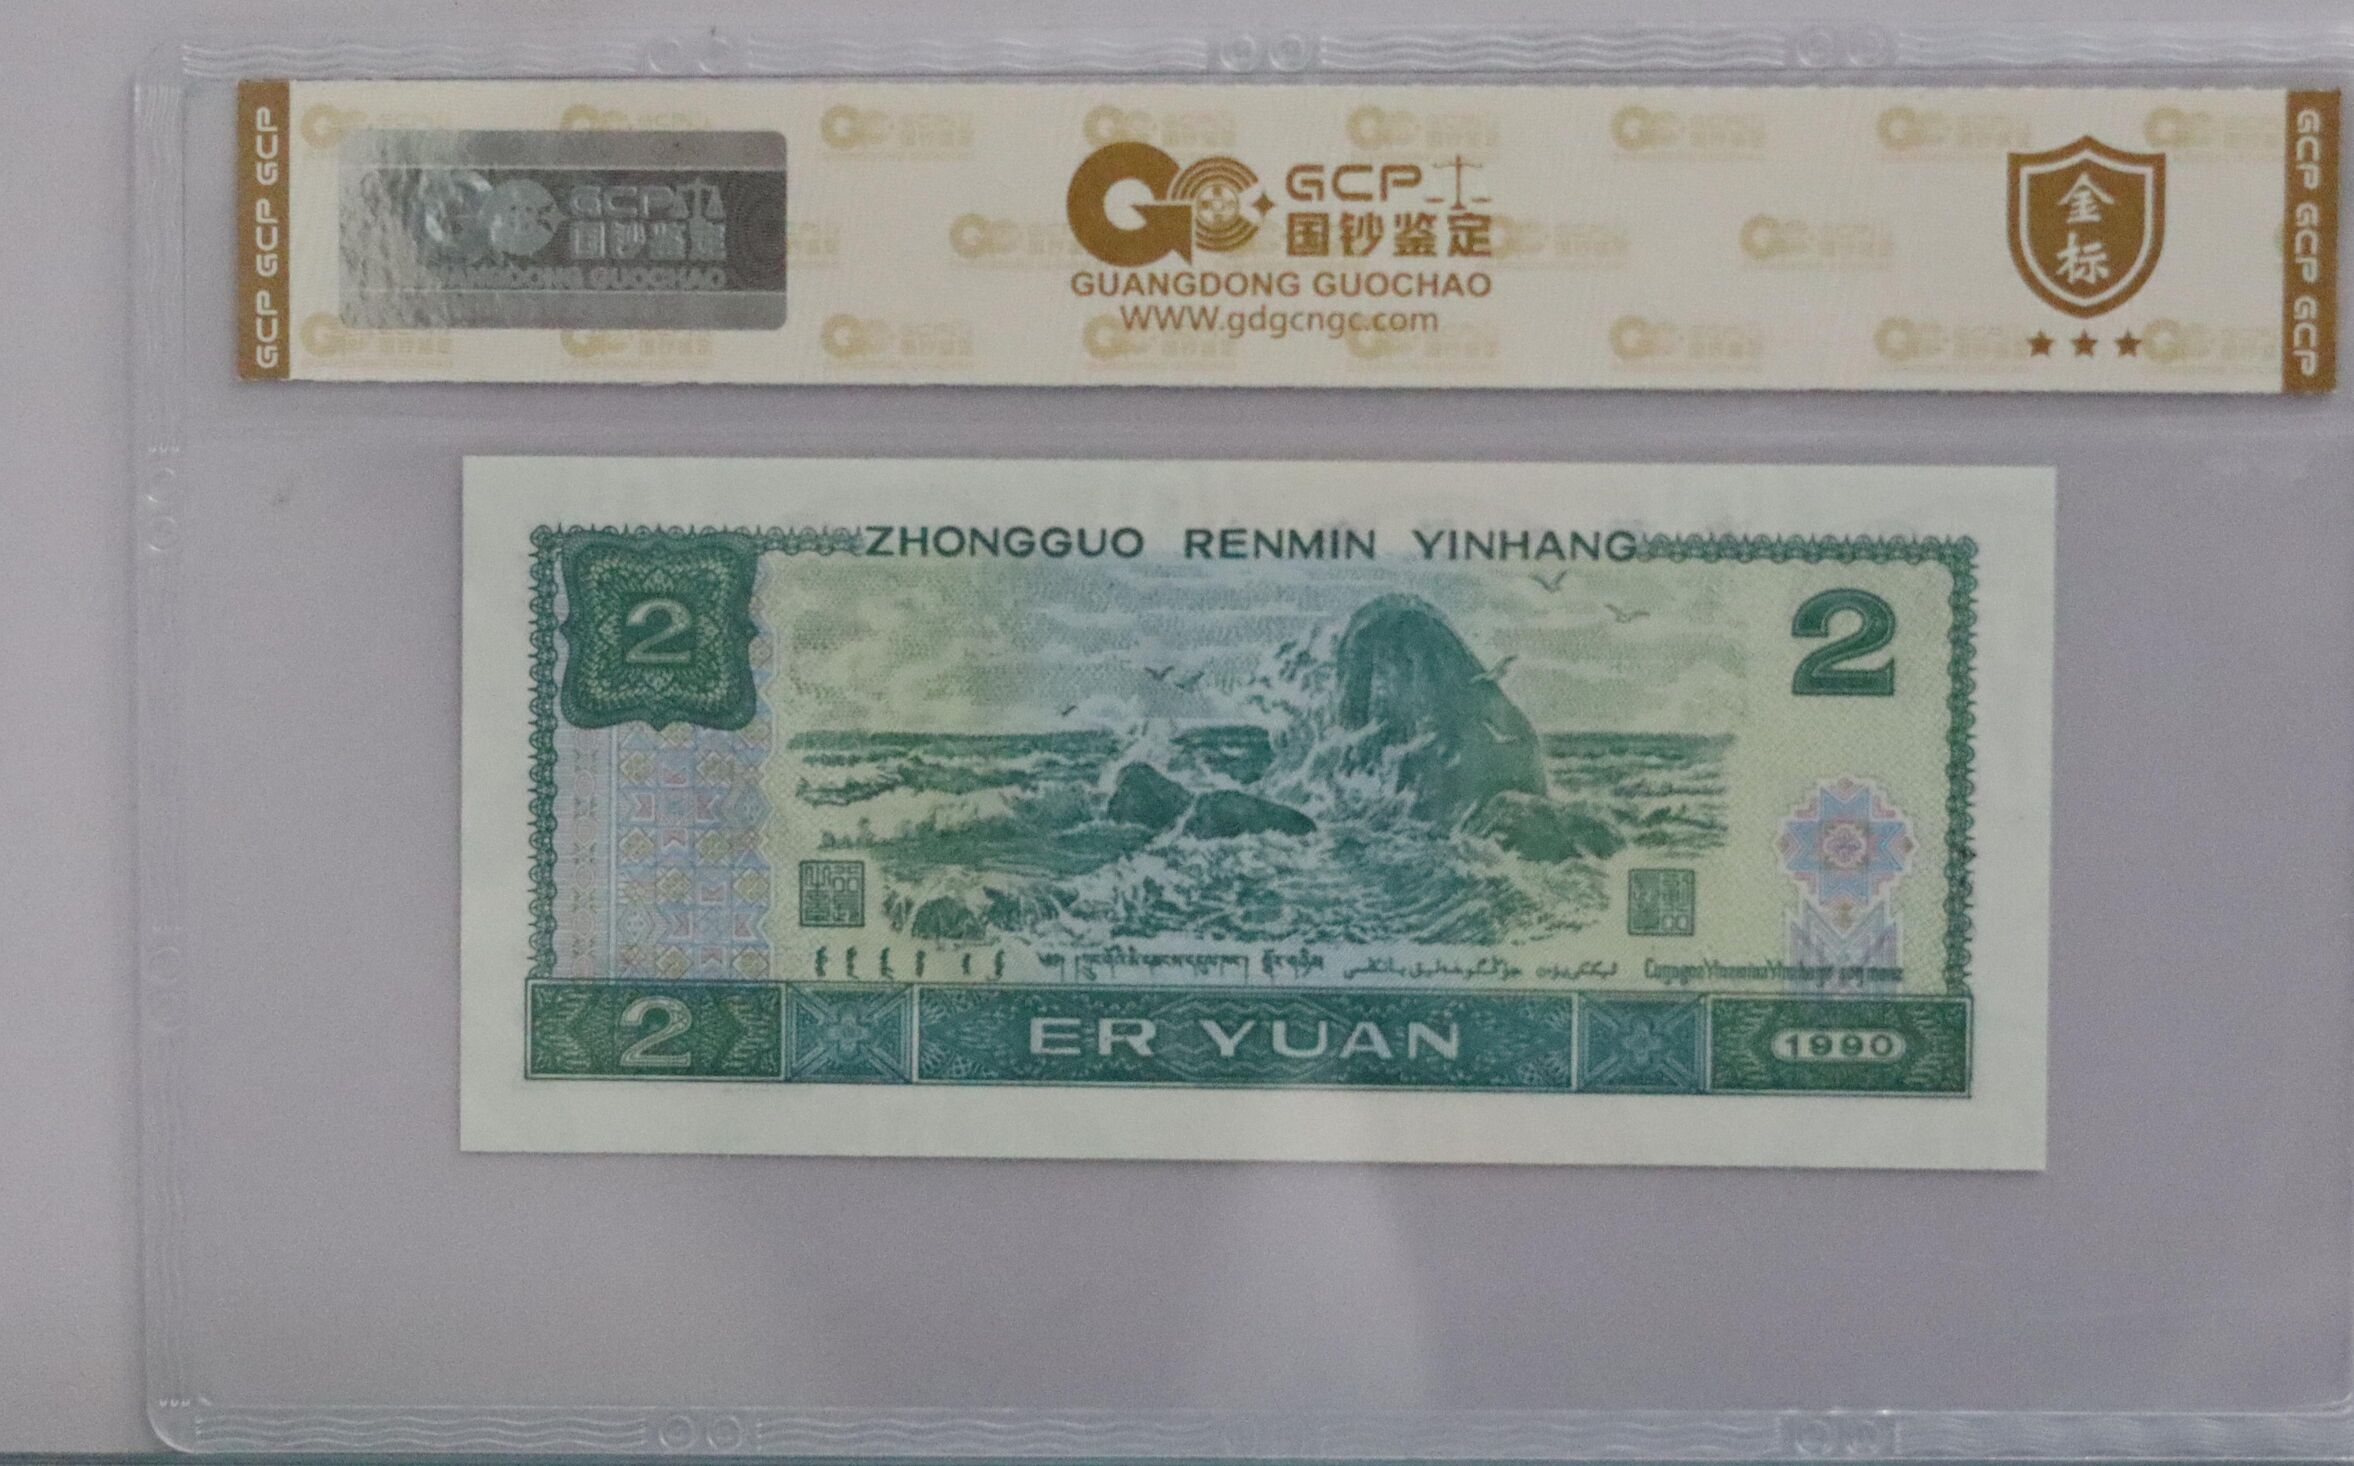 GCP GCP GCP
GCP
国钞鉴定
GUANGDONG GUOCHAO
GCP
国钞鉴定
GUANGDONG GUOCHAO
WWW.gdgcngc.com
金
标
GCP GCP GCP
ZHONGGUO RENMIN YINHANG
2
2
2
ER YUAN
1990